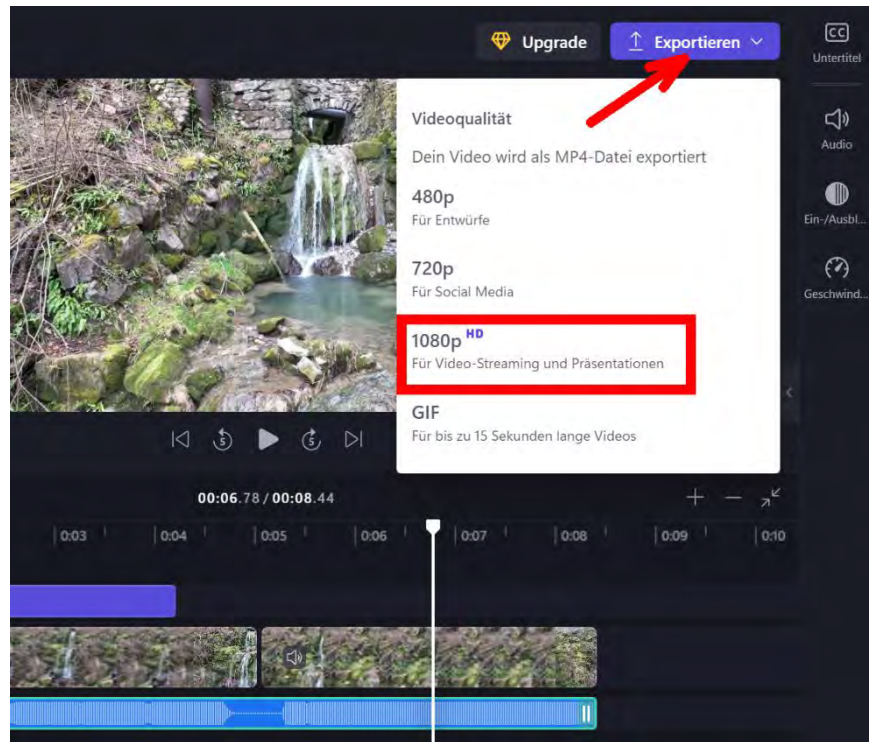 Upgrade
Exportieren
CC
Untertitel
Videoqualität
Dein Video wird als MP4-Datei exportiert
Audio
480p
Für Entwürfe
Ein-/Ausbl...
720p
Für Social Media
Geschwind...
1080p HD
Für Video-Streaming und Präsentationen
GIF
Für bis zu 15 Sekunden lange Videos
5
5
00:06.78 / 00:08.44
0:03 0:04 0:05 0:06 0:07 0:08 0:09 0:10